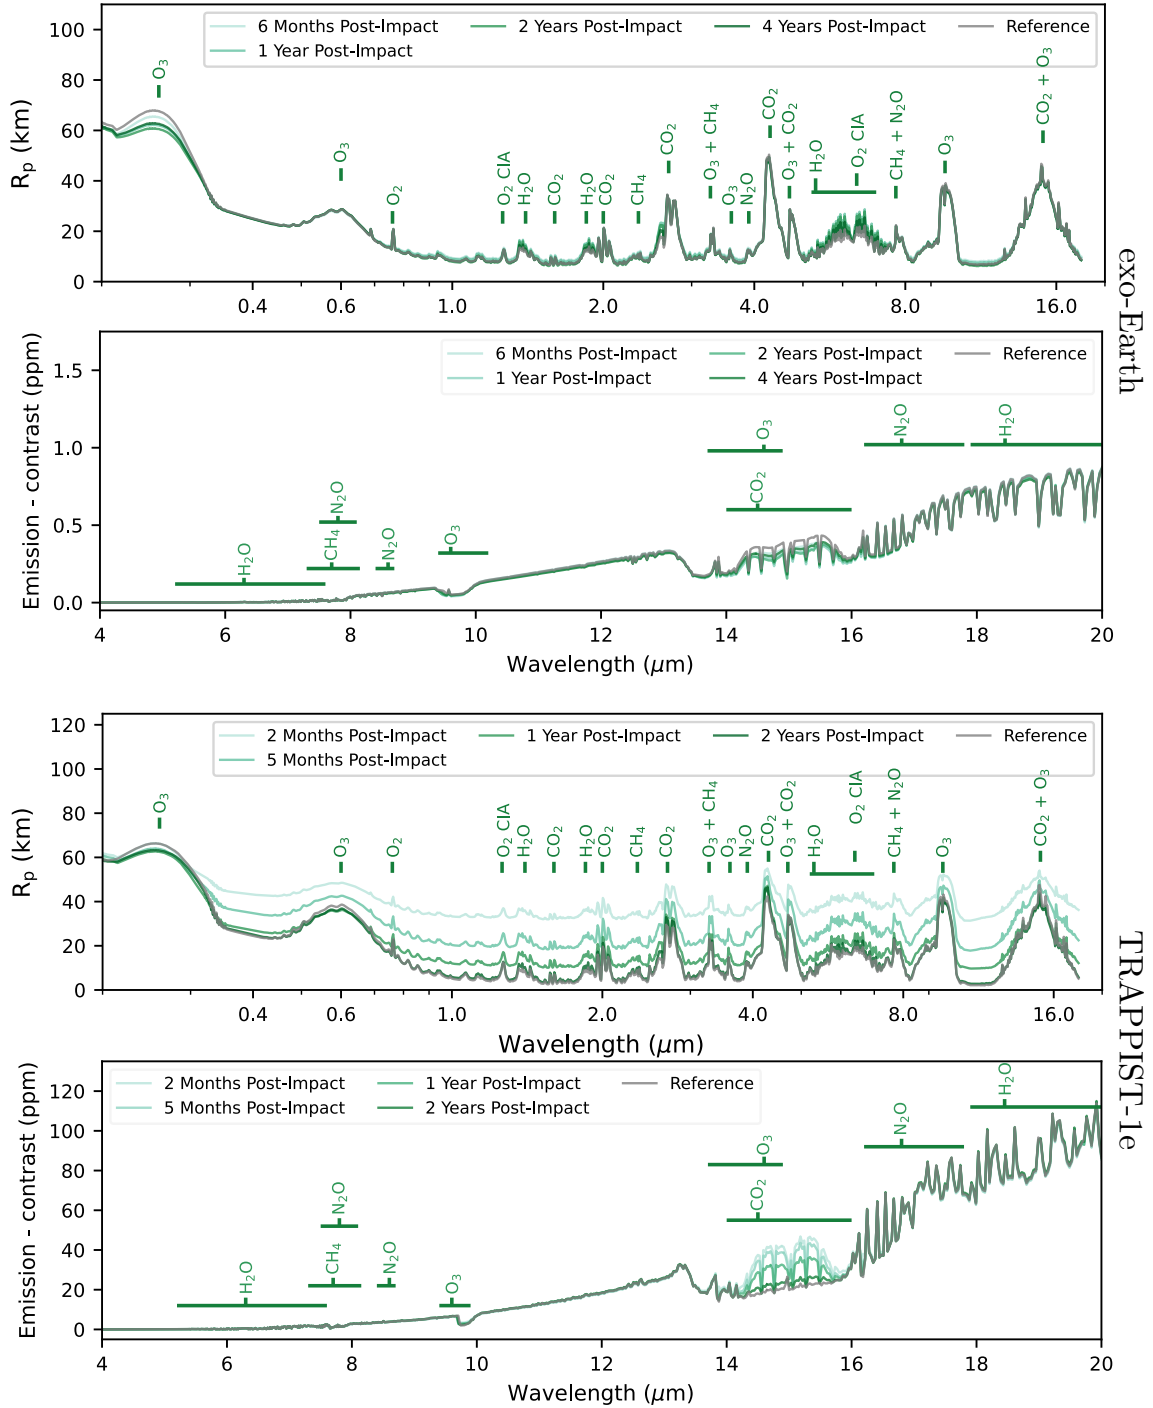 6 Months Post-Impact
1 Year Post-Impact
2 Years Post-Impact
4 Years Post-Impact
Reference
R_p (km)
100
80
60
40
20
0
O₃
O₃
O₂
O₂ CIA
H₂O
CO₂
H₂O
CO₂
CH₄
CO₂
O₃ + CH₄
O₃
N₂O
CO₂
O₃ + CO₂
H₂O
O₂ CIA
CH₄ + N₂O
O₃
CO₂ + O₃
0.4 0.6 1.0 2.0 4.0 8.0 16.0
exo-Earth
6 Months Post-Impact
1 Year Post-Impact
2 Years Post-Impact
4 Years Post-Impact
Reference
Emission - contrast (ppm)
1.5
1.0
0.5
0.0
H₂O
CH₄
N₂O
N₂O
O₃
CO₂
O₃
N₂O
H₂O
4 6 8 10 12 14 16 18 20
Wavelength (μm)
2 Months Post-Impact
5 Months Post-Impact
1 Year Post-Impact
2 Years Post-Impact
Reference
R_p (km)
120
100
80
60
40
20
0
O₃
O₃
O₂
O₂ CIA
H₂O
CO₂
H₂O
CO₂
CH₄
CO₂
O₃ + CH₄
O₃
N₂O
CO₂
O₃ + CO₂
H₂O
O₂ CIA
CH₄ + N₂O
O₃
CO₂ + O₃
0.4 0.6 1.0 2.0 4.0 8.0 16.0
Wavelength (μm)
TRAPPIST-1e
2 Months Post-Impact
5 Months Post-Impact
1 Year Post-Impact
2 Years Post-Impact
Reference
Emission - contrast (ppm)
120
100
80
60
40
20
0
H₂O
CH₄
N₂O
N₂O
O₃
CO₂
O₃
N₂O
H₂O
4 6 8 10 12 14 16 18 20
Wavelength (μm)